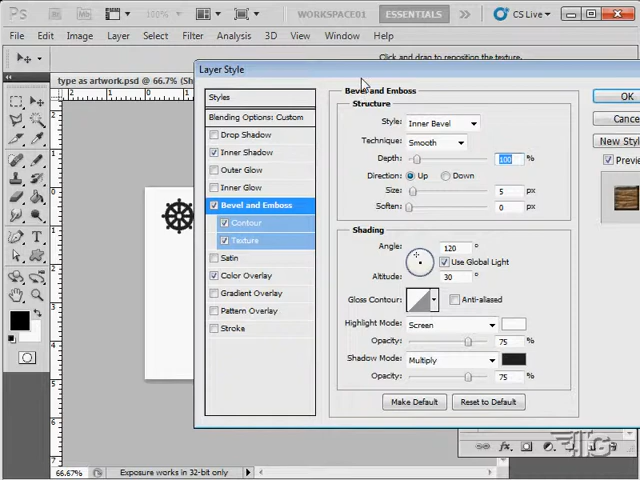 Ps 100% WORKSPACE01 ESSENTIALS CS Live
File Edit Image Layer Select Filter Analysis 3D View Window Help
Click and drag to reposition the texture.
type as artwork.psd @ 66.7%
Layer Style
Styles
Blending Options: Custom
Drop Shadow
Inner Shadow
Outer Glow
Inner Glow
Bevel and Emboss
Contour
Texture
Satin
Color Overlay
Gradient Overlay
Pattern Overlay
Stroke
Bevel and Emboss
Structure
Style: Inner Bevel
Technique: Smooth
Depth: 100 %
Direction: Up Down
Size: 5 px
Soften: 0 px
Shading
Angle: 120 °
Use Global Light
Altitude: 30 °
Gloss Contour: Anti-aliased
Highlight Mode: Screen
Opacity: 75 %
Shadow Mode: Multiply
Opacity: 75 %
Make Default Reset to Default
OK
Cance
New Style
Preview
66.67% Exposure works in 32-bit only